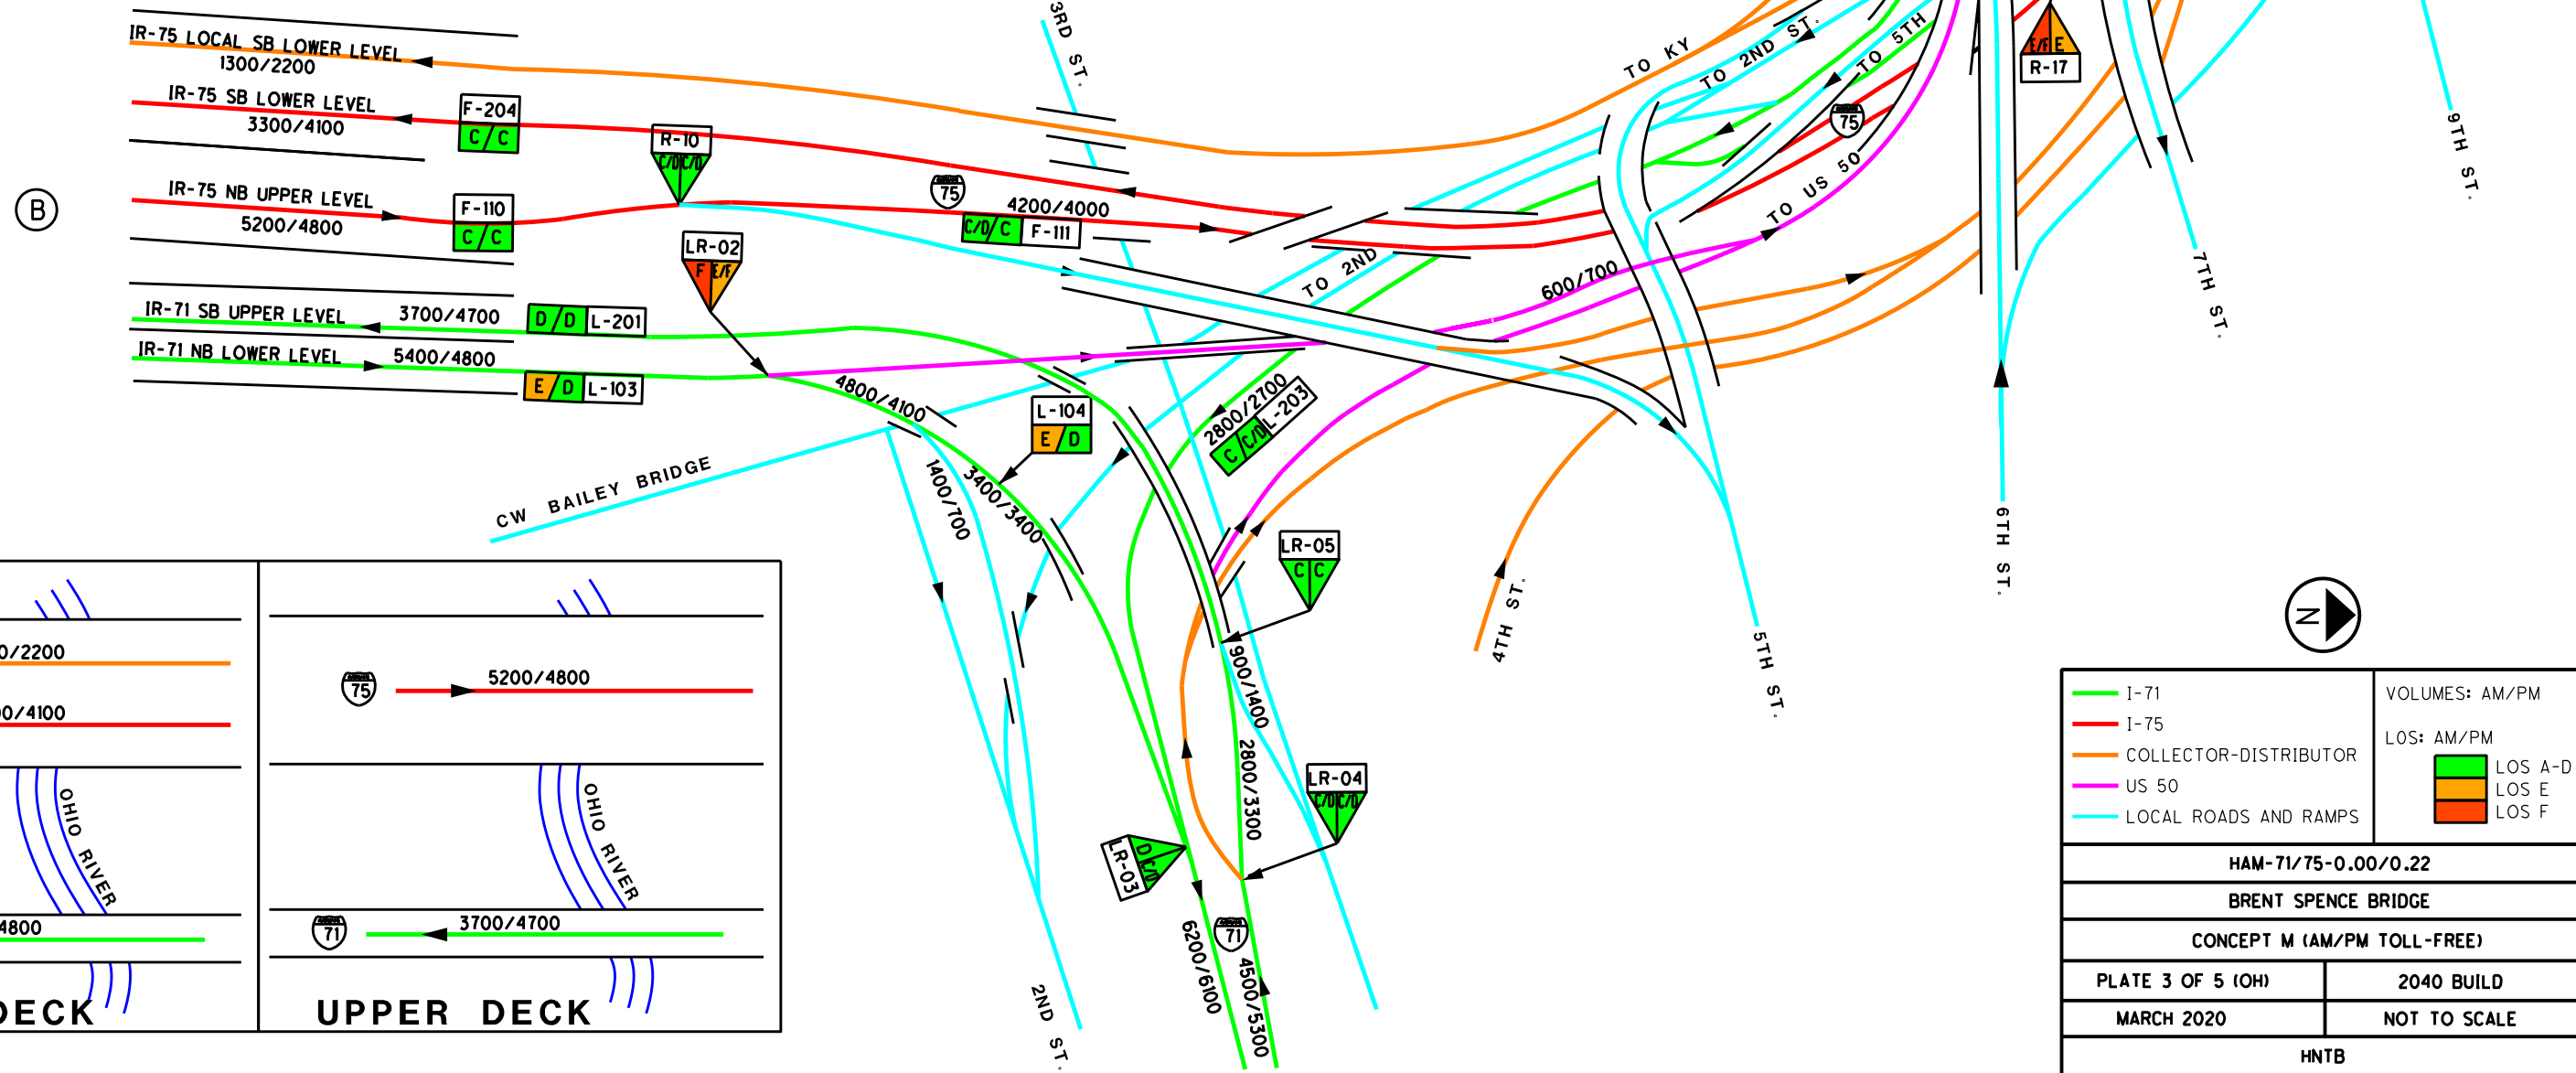 IR-75 LOCAL SB LOWER LEVEL
1300/2200
IR-75 SB LOWER LEVEL
3300/4100
F-204
C/C
IR-75 NB UPPER LEVEL
5200/4800
F-110
C/C
B
R-10
C/D C/D
LR-02
F E/F
75
4200/4000
C/D/C F-111
IR-71 SB UPPER LEVEL
3700/4700
D/D L-201
IR-71 NB LOWER LEVEL
5400/4800
E/D L-103
3RD ST.
TO KY
TO 2ND ST.
TO 5TH
75
TO US 50
E/F E
R-17
9TH ST.
7TH ST.
TO 2ND
600/700
4800/4100
L-104
E/D
2800/2700
C/C/D L-203
CW BAILEY BRIDGE
1400/700
3400/3400
LR-05
C C
4TH ST.
5TH ST.
6TH ST.
900/1400
2800/3300
LR-04
C/D C/D
LR-03
D C/D
71
6200/6100
4500/5300
2ND ST.
0/2200
0/4100
OHIO RIVER
4800
DECK
75
5200/4800
OHIO RIVER
71
3700/4700
UPPER DECK
N
I-71
I-75
COLLECTOR-DISTRIBUTOR
US 50
LOCAL ROADS AND RAMPS
VOLUMES: AM/PM
LOS: AM/PM
LOS A-D
LOS E
LOS F
HAM-71/75-0.00/0.22
BRENT SPENCE BRIDGE
CONCEPT M (AM/PM TOLL-FREE)
PLATE 3 OF 5 (OH)
2040 BUILD
MARCH 2020
NOT TO SCALE
HNTB